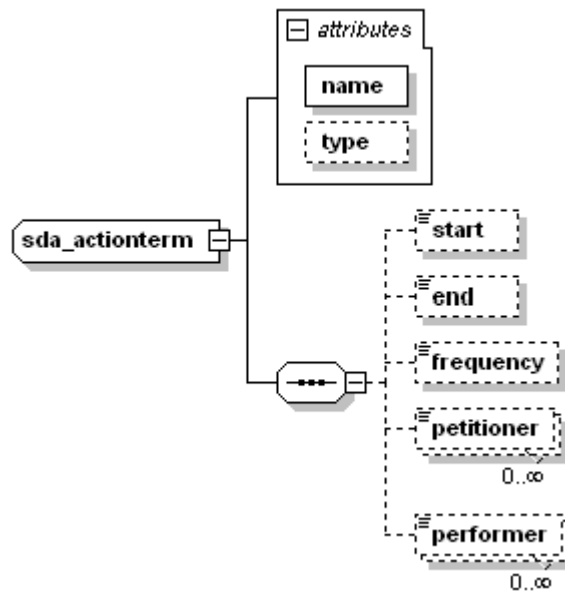 attributes
name
type
sda_actionterm
start
end
frequency
petitioner
0..∞
performer
0..∞